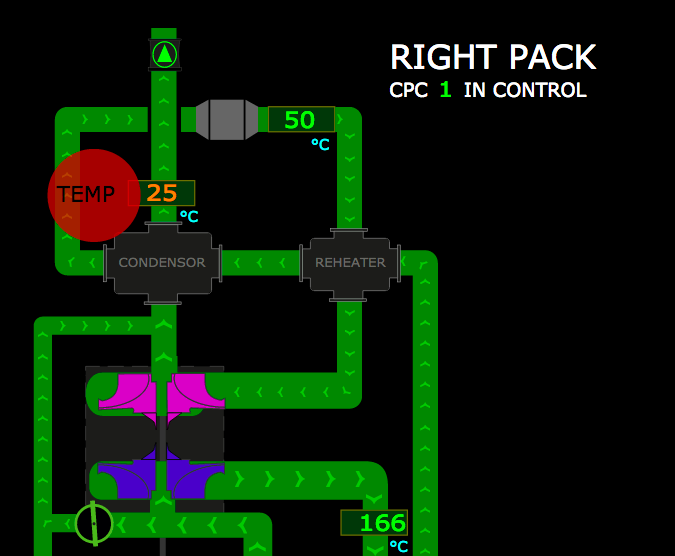 RIGHT PACK
CPC 1 IN CONTROL
50
°C
TEMP
25
°C
CONDENSOR
REHEATER
166
°C